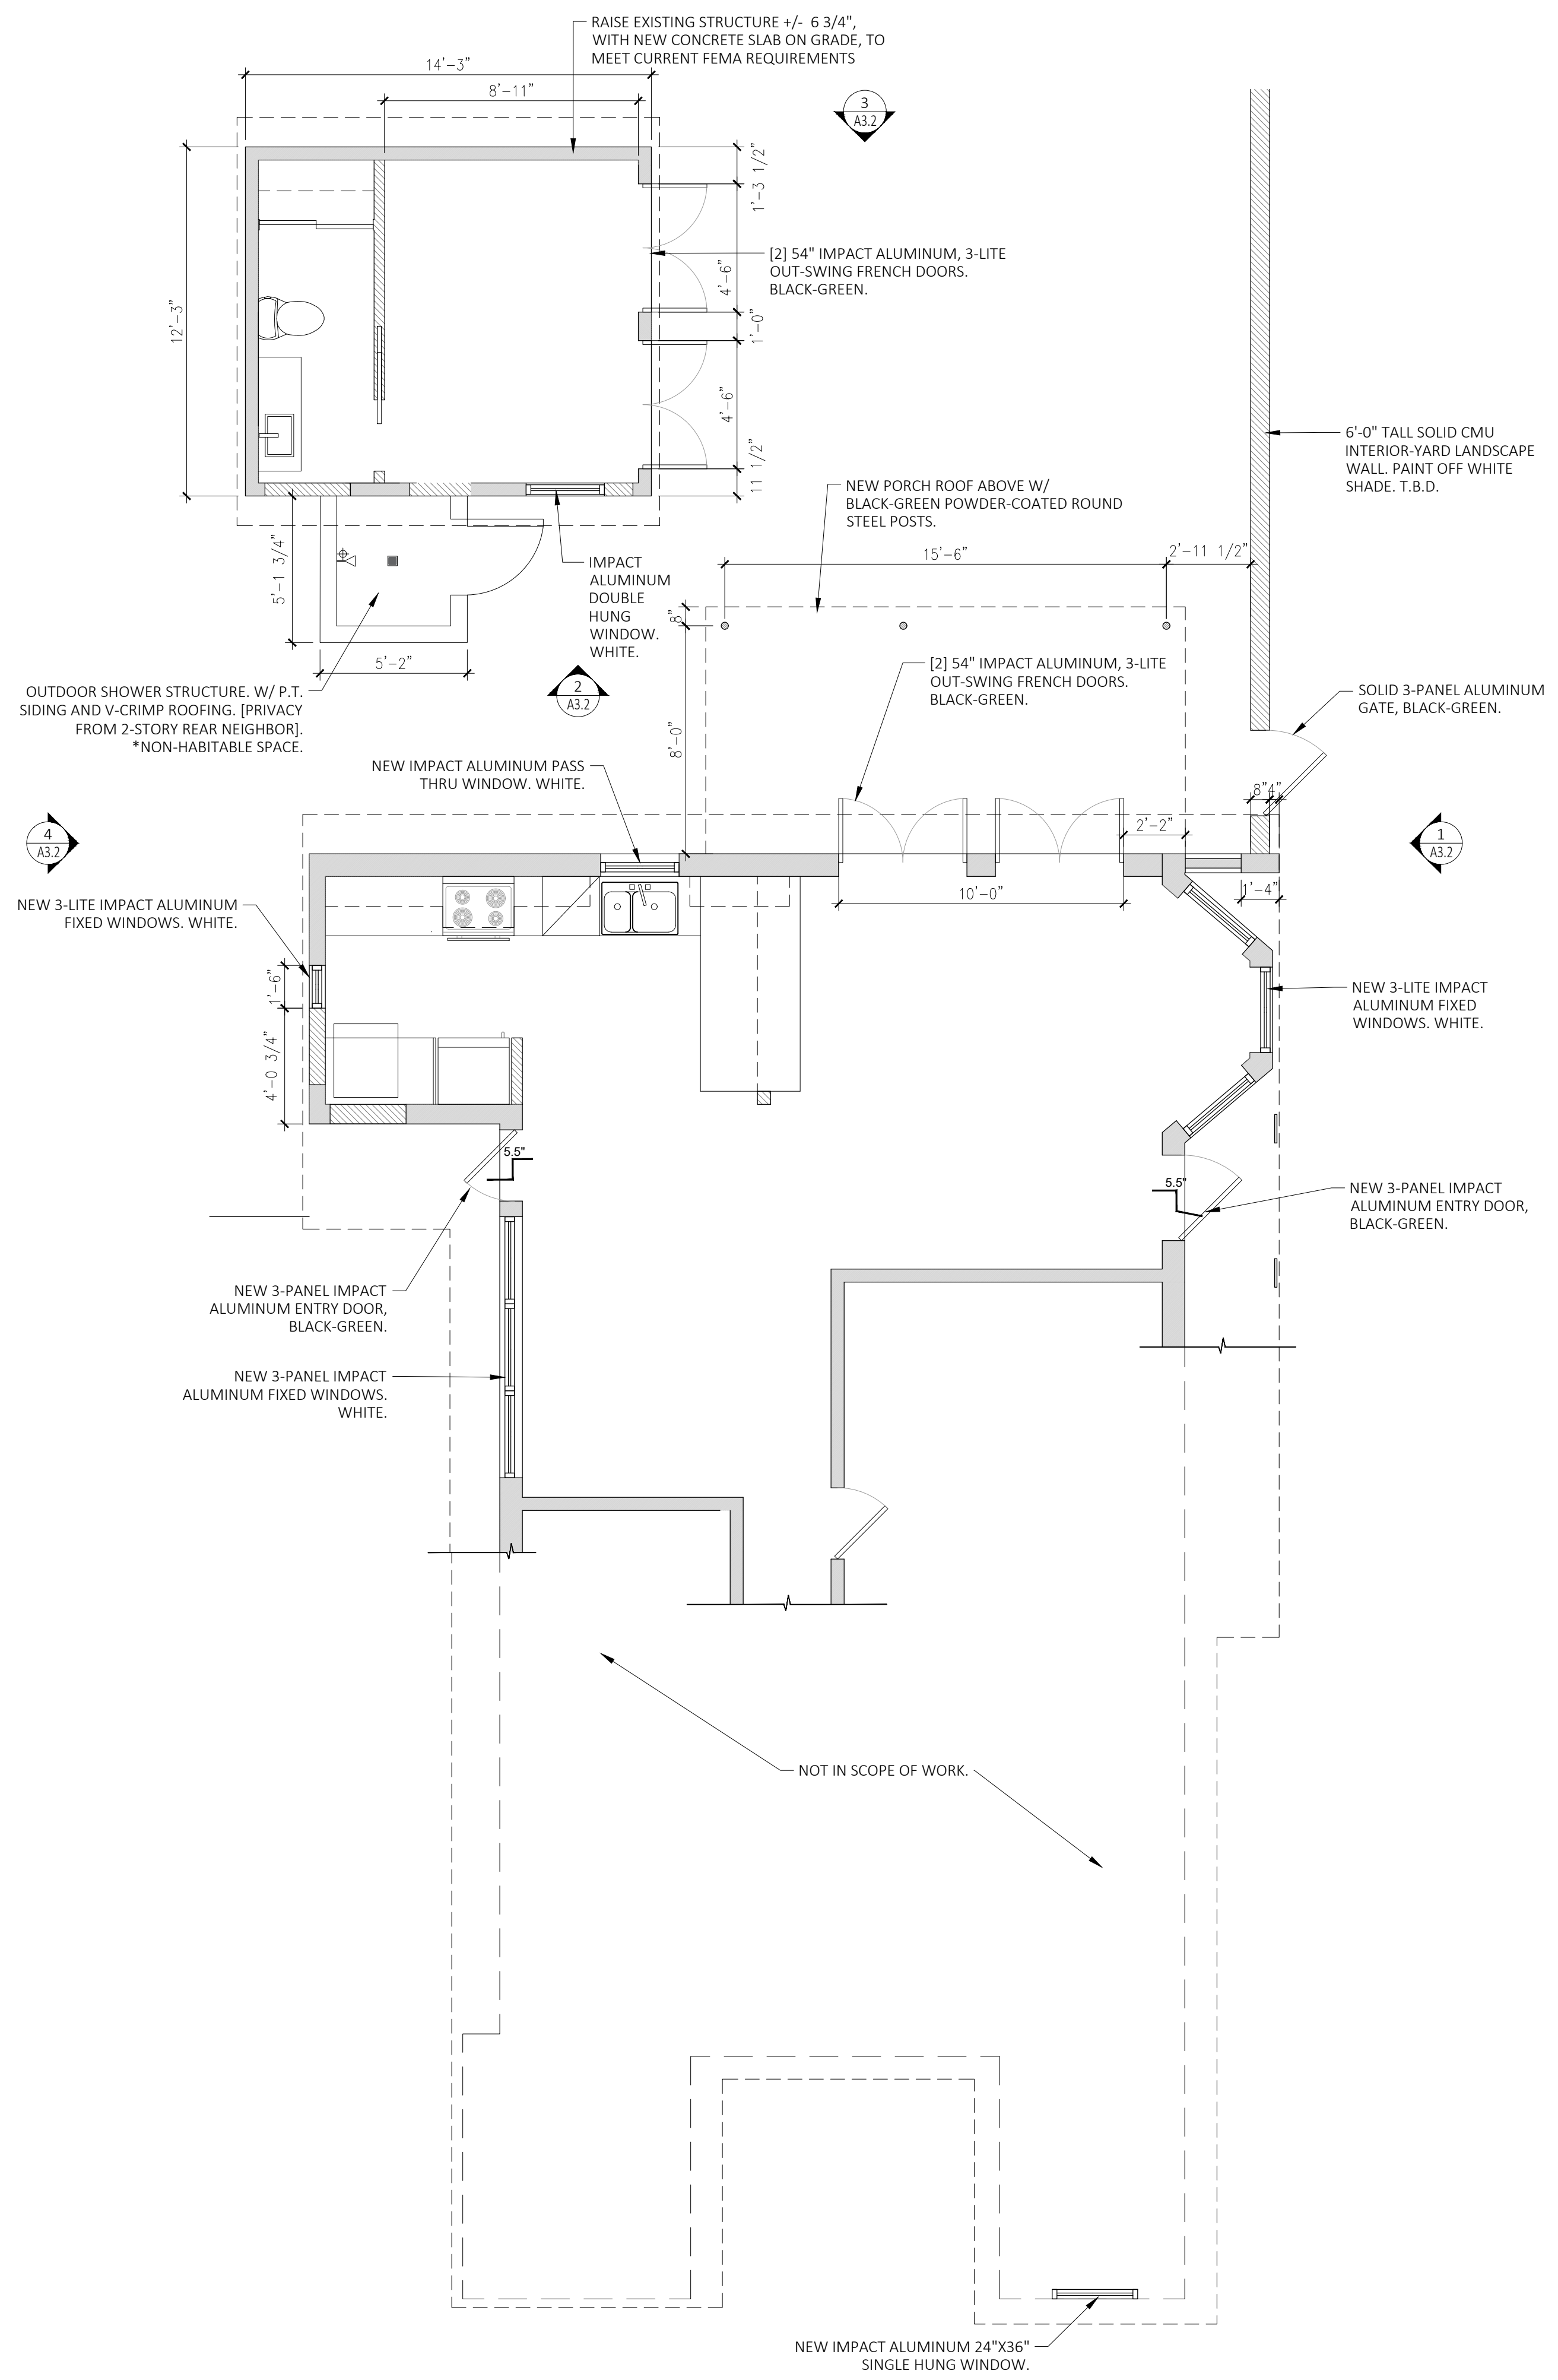 RAISE EXISTING STRUCTURE +/- 6 3/4",
WITH NEW CONCRETE SLAB ON GRADE, TO
MEET CURRENT FEMA REQUIREMENTS
14'-3"
8'-11"
3
A3.2
1'-3 1/2"
[2] 54" IMPACT ALUMINUM, 3-LITE
OUT-SWING FRENCH DOORS.
BLACK-GREEN.
4'-6"
12'-3"
1'-0"
4'-6"
11 1/2"
6'-0" TALL SOLID CMU
INTERIOR-YARD LANDSCAPE
WALL. PAINT OFF WHITE
SHADE. T.B.D.
NEW PORCH ROOF ABOVE W/
BLACK-GREEN POWDER-COATED ROUND
STEEL POSTS.
15'-6"
2'-11 1/2"
5'-1 3/4"
IMPACT
ALUMINUM
DOUBLE
HUNG
WINDOW.
WHITE.
8"
5'-2"
2
A3.2
[2] 54" IMPACT ALUMINUM, 3-LITE
OUT-SWING FRENCH DOORS.
BLACK-GREEN.
OUTDOOR SHOWER STRUCTURE. W/ P.T.
SIDING AND V-CRIMP ROOFING. [PRIVACY
FROM 2-STORY REAR NEIGHBOR].
*NON-HABITABLE SPACE.
SOLID 3-PANEL ALUMINUM
GATE, BLACK-GREEN.
8'-0"
NEW IMPACT ALUMINUM PASS
THRU WINDOW. WHITE.
8"
4"
2'-2"
4
A3.2
1
A3.2
10'-0"
1'-4"
NEW 3-LITE IMPACT ALUMINUM
FIXED WINDOWS. WHITE.
1'-6"
NEW 3-LITE IMPACT
ALUMINUM FIXED
WINDOWS. WHITE.
4'-0 3/4"
5.5"
5.5"
NEW 3-PANEL IMPACT
ALUMINUM ENTRY DOOR,
BLACK-GREEN.
NEW 3-PANEL IMPACT
ALUMINUM ENTRY DOOR,
BLACK-GREEN.
NEW 3-PANEL IMPACT
ALUMINUM FIXED WINDOWS.
WHITE.
NOT IN SCOPE OF WORK.
NEW IMPACT ALUMINUM 24"X36"
SINGLE HUNG WINDOW.